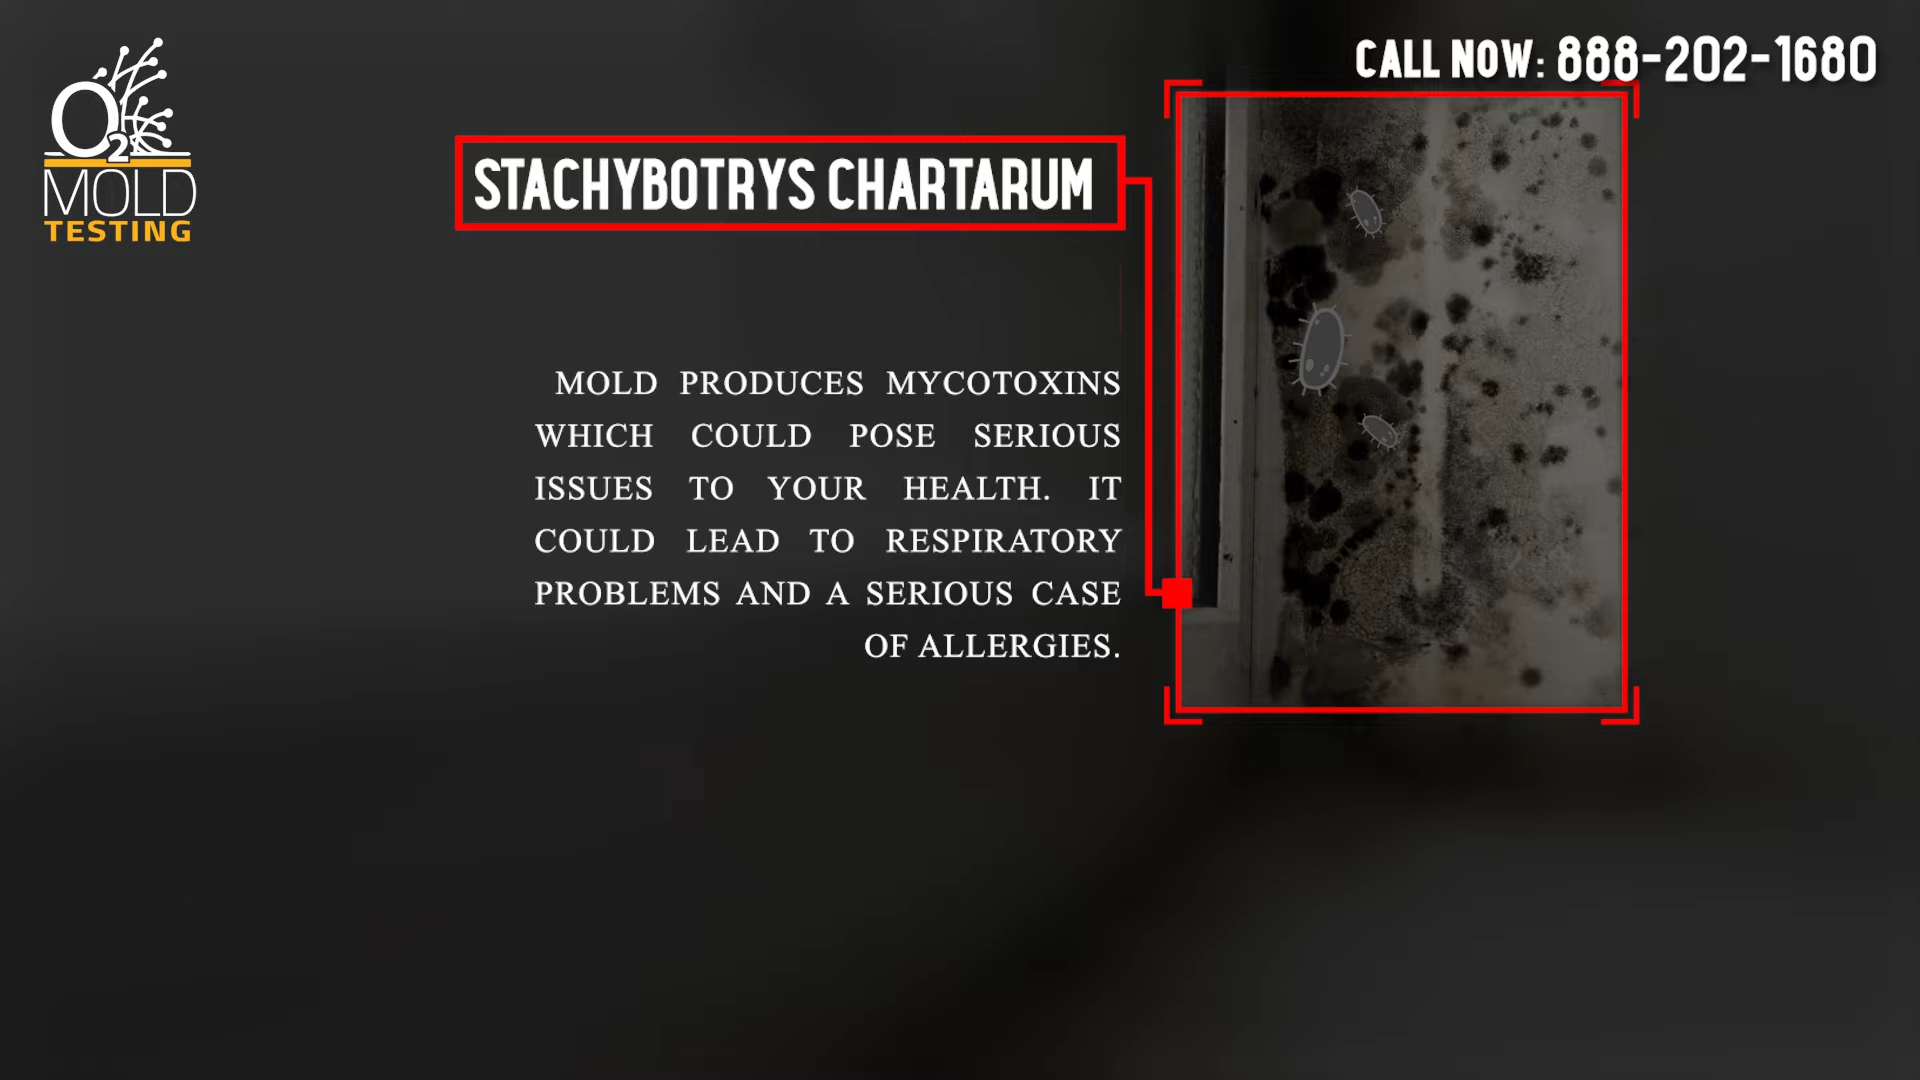 O2
MOLD
TESTING
CALL NOW: 888-202-1680
STACHYBOTRYS CHARTARUM
MOLD PRODUCES MYCOTOXINS
WHICH COULD POSE SERIOUS
ISSUES TO YOUR HEALTH. IT
COULD LEAD TO RESPIRATORY
PROBLEMS AND A SERIOUS CASE
OF ALLERGIES.